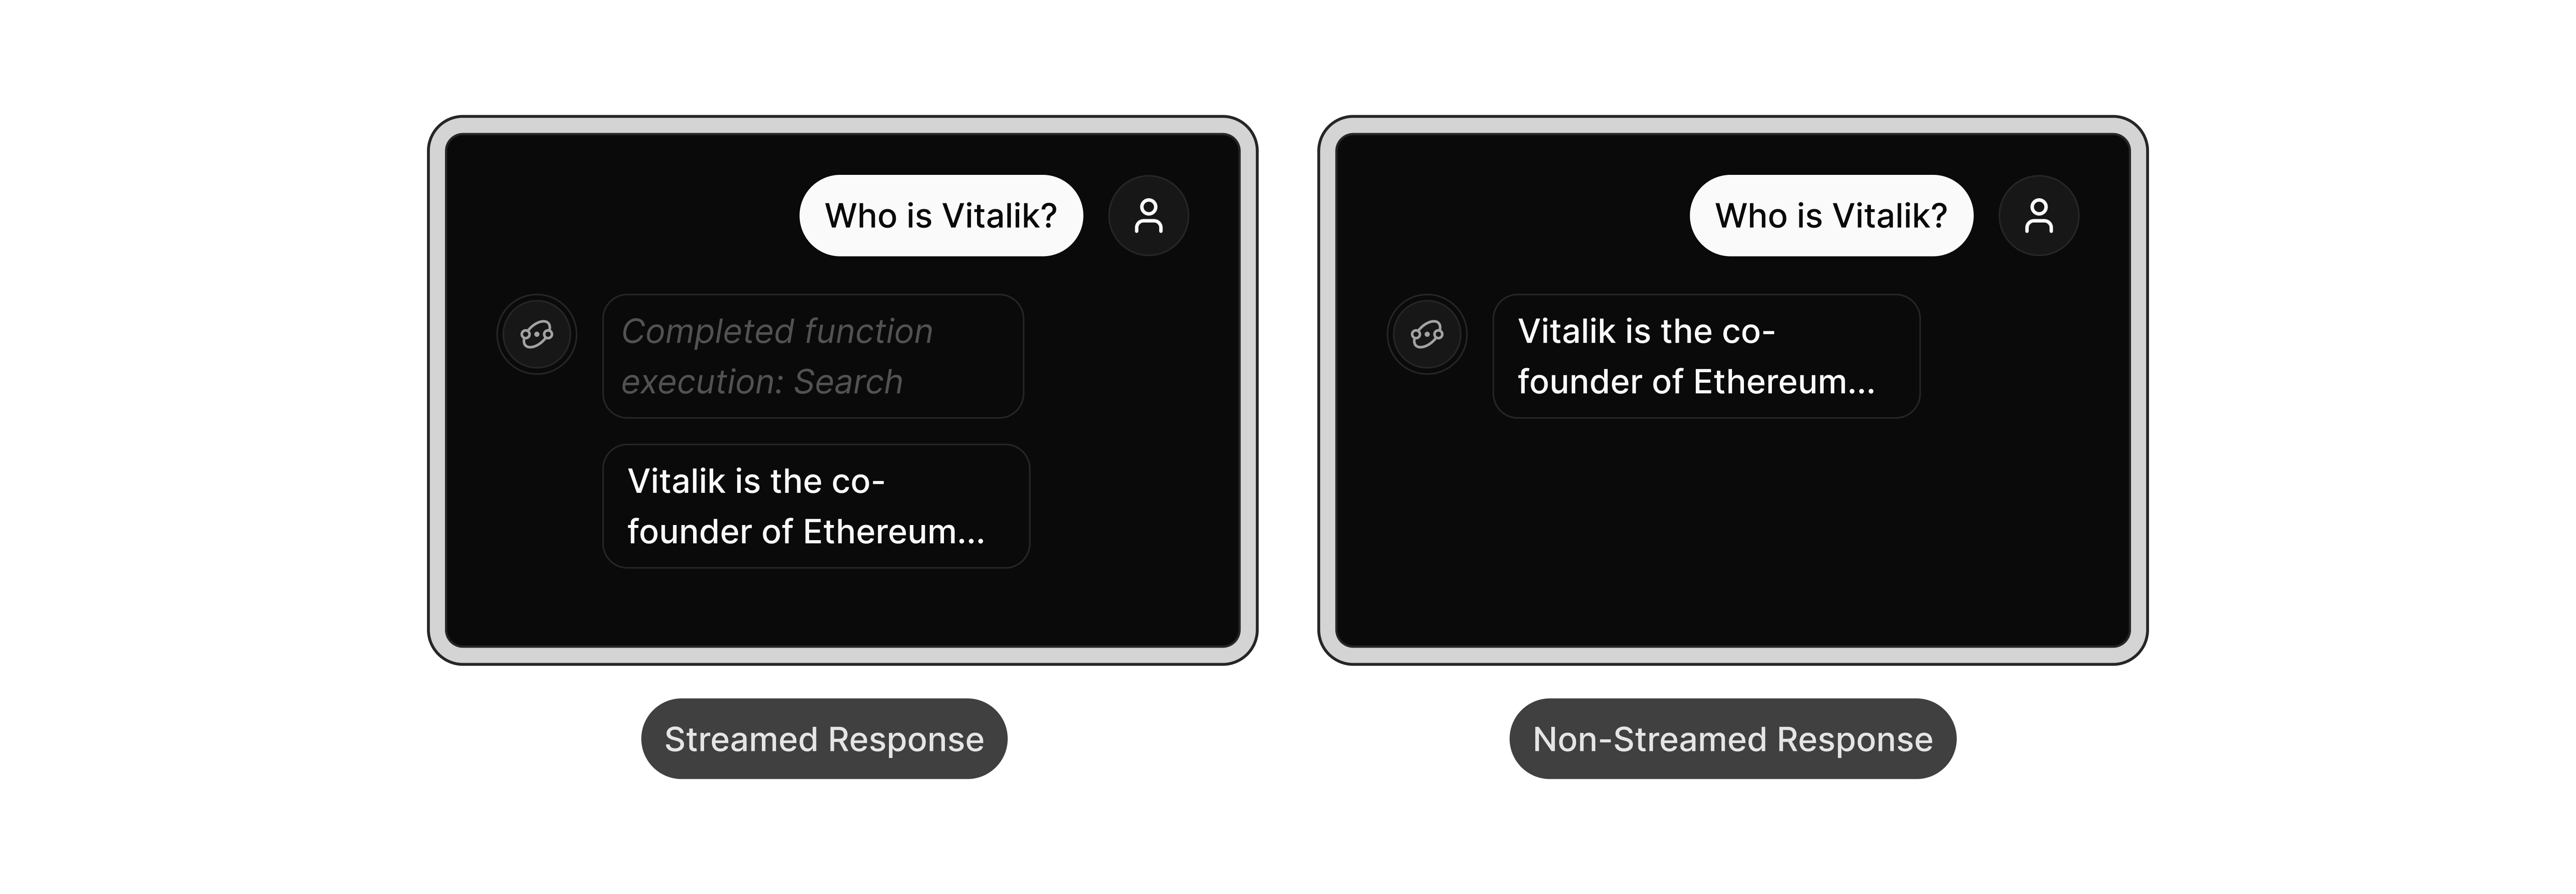 Who is Vitalik?
Completed function
execution: Search
Vitalik is the co-
founder of Ethereum...
Streamed Response
Who is Vitalik?
Vitalik is the co-
founder of Ethereum...
Non-Streamed Response